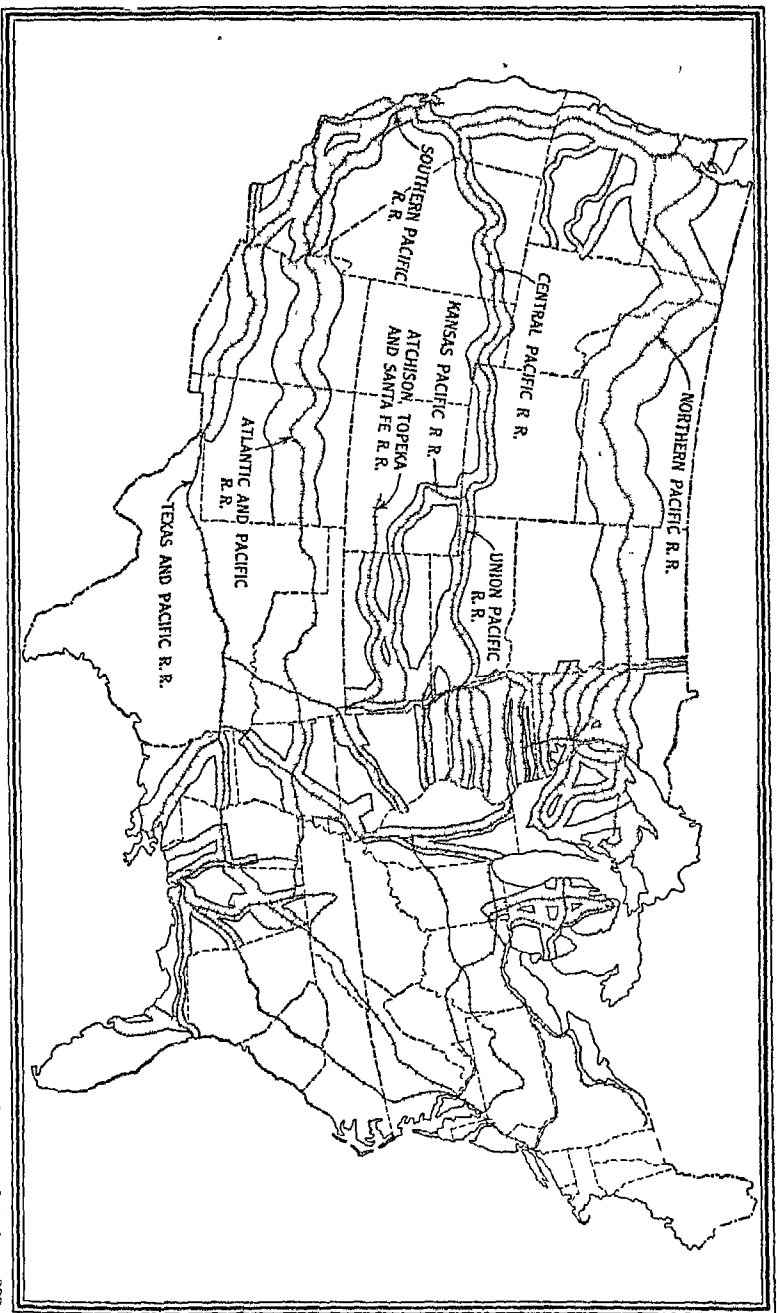 NORTHERN PACIFIC R.R.
CENTRAL PACIFIC R R.
UNION PACIFIC
R. R.
SOUTHERN PACIFIC
R. R.
KANSAS PACIFIC R R.
ATCHISON, TOPEKA
AND SANTA FE R. R.
ATLANTIC AND PACIFIC
R. R.
TEXAS AND PACIFIC R. R.